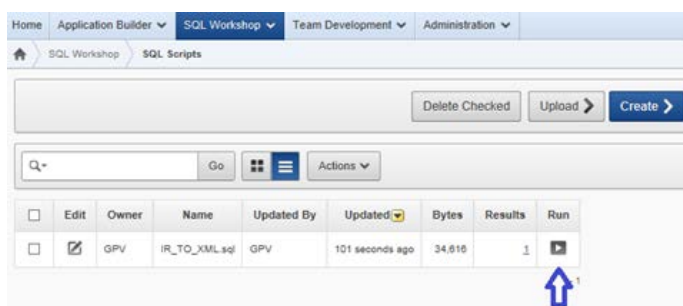 Home Application Builder SQL Workshop Team Development Administration
SQL Workshop SQL Scripts
Delete Checked Upload Create
Go Actions
Edit Owner Name Updated By Updated Bytes Results Run
GPV IR_TO_XML.sql GPV 101 seconds ago 34,616 1
1